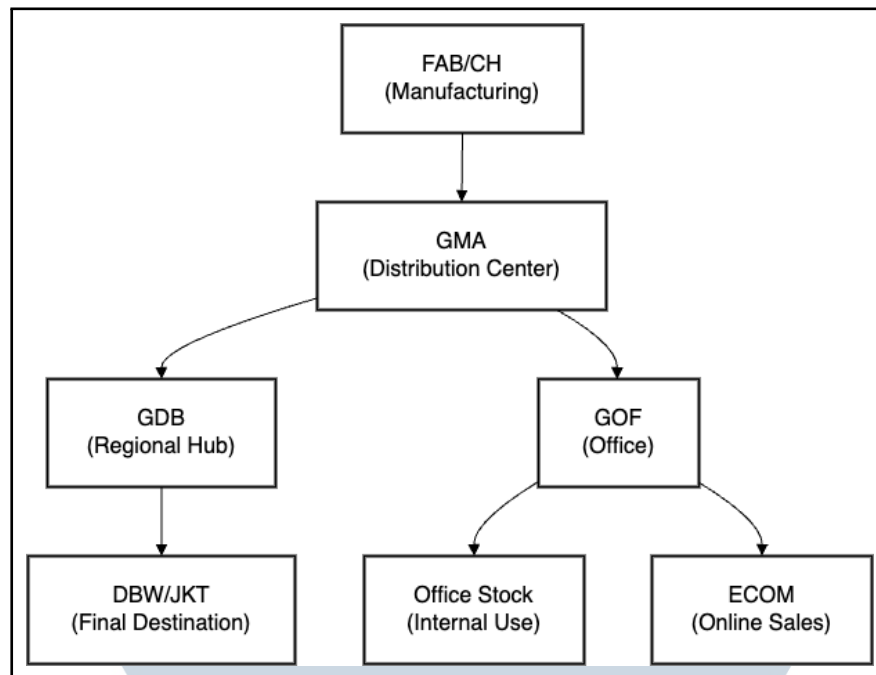 FAB/CH
(Manufacturing)
GMA
(Distribution Center)
GDB
(Regional Hub)
GOF
(Office)
DBW/JKT
(Final Destination)
Office Stock
(Internal Use)
ECOM
(Online Sales)